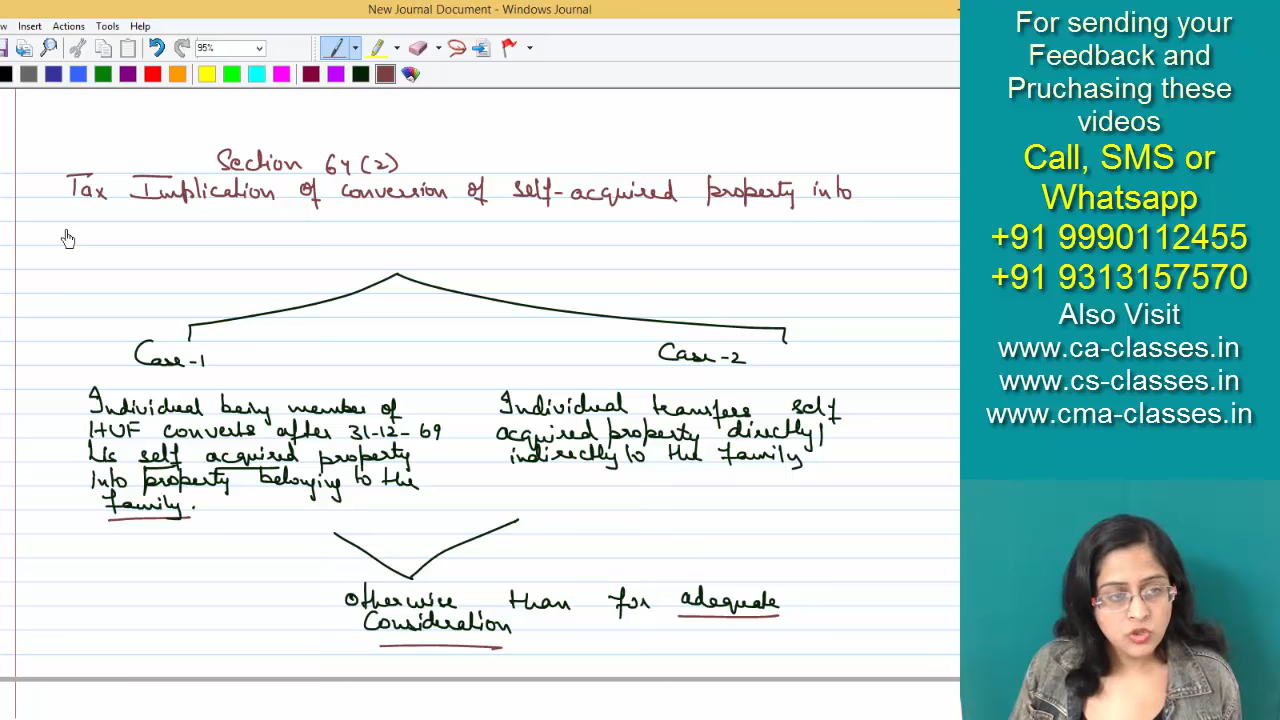 New Journal Document - Windows Journal
Insert Actions Tools Help
95%
Section 64(2)
Tax Implication of conversion of self-acquired property into
Case-1
Individual being member of
HUF converts after 31-12-69
his self acquired property
into property belonging to the
family.
Case-2
Individual transfers self
acquired property directly/
indirectly to the family
otherwise than for adequate
Consideration
For sending your
Feedback and
Pruchasing these
videos
Call, SMS or
Whatsapp
+91 9990112455
+91 9313157570
Also Visit
www.ca-classes.in
www.cs-classes.in
www.cma-classes.in